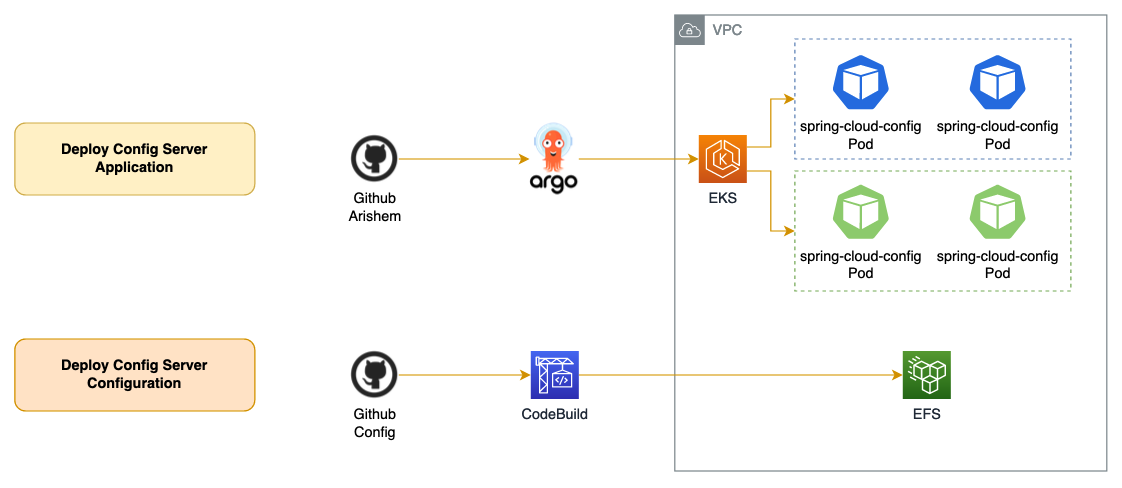 VPC
Deploy Config Server
Application
Github
Arishem
argo
EKS
spring-cloud-config
Pod
spring-cloud-config
Pod
spring-cloud-config
Pod
spring-cloud-config
Pod
Deploy Config Server
Configuration
Github
Config
CodeBuild
EFS